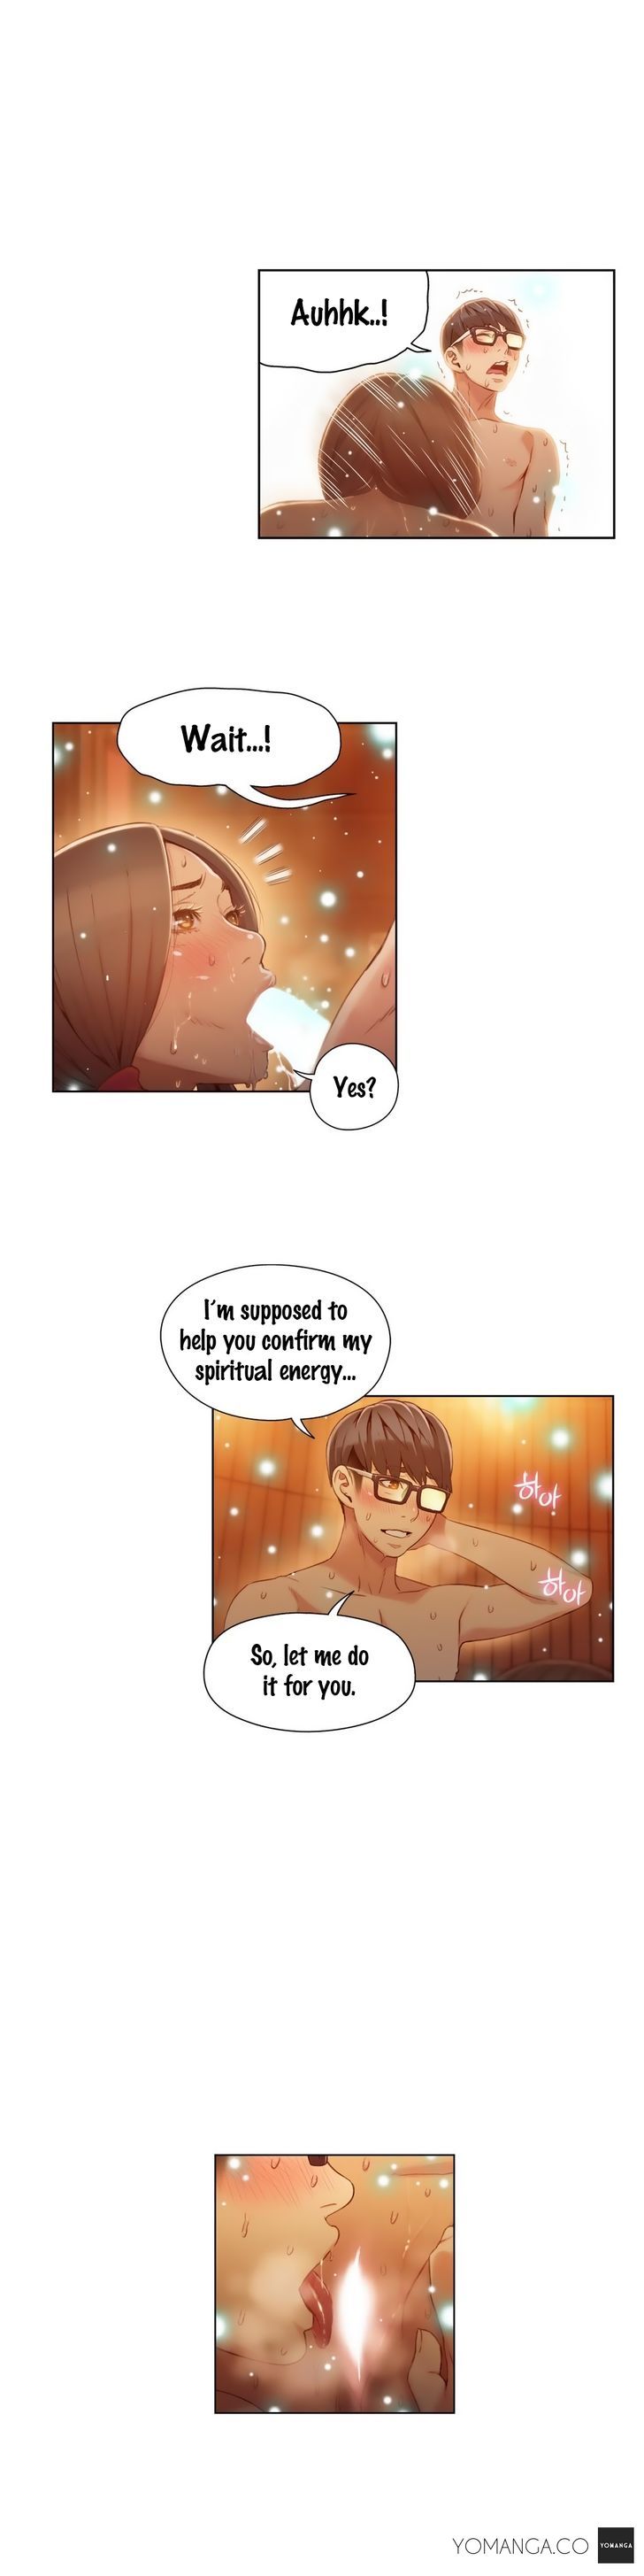 Auhhk..!
Wait...!
Yes?
I'm supposed to
help you confirm my
spiritual energy...
하아
하아
So, let me do
it for you.
YOMANGA.CO
YOMANGA